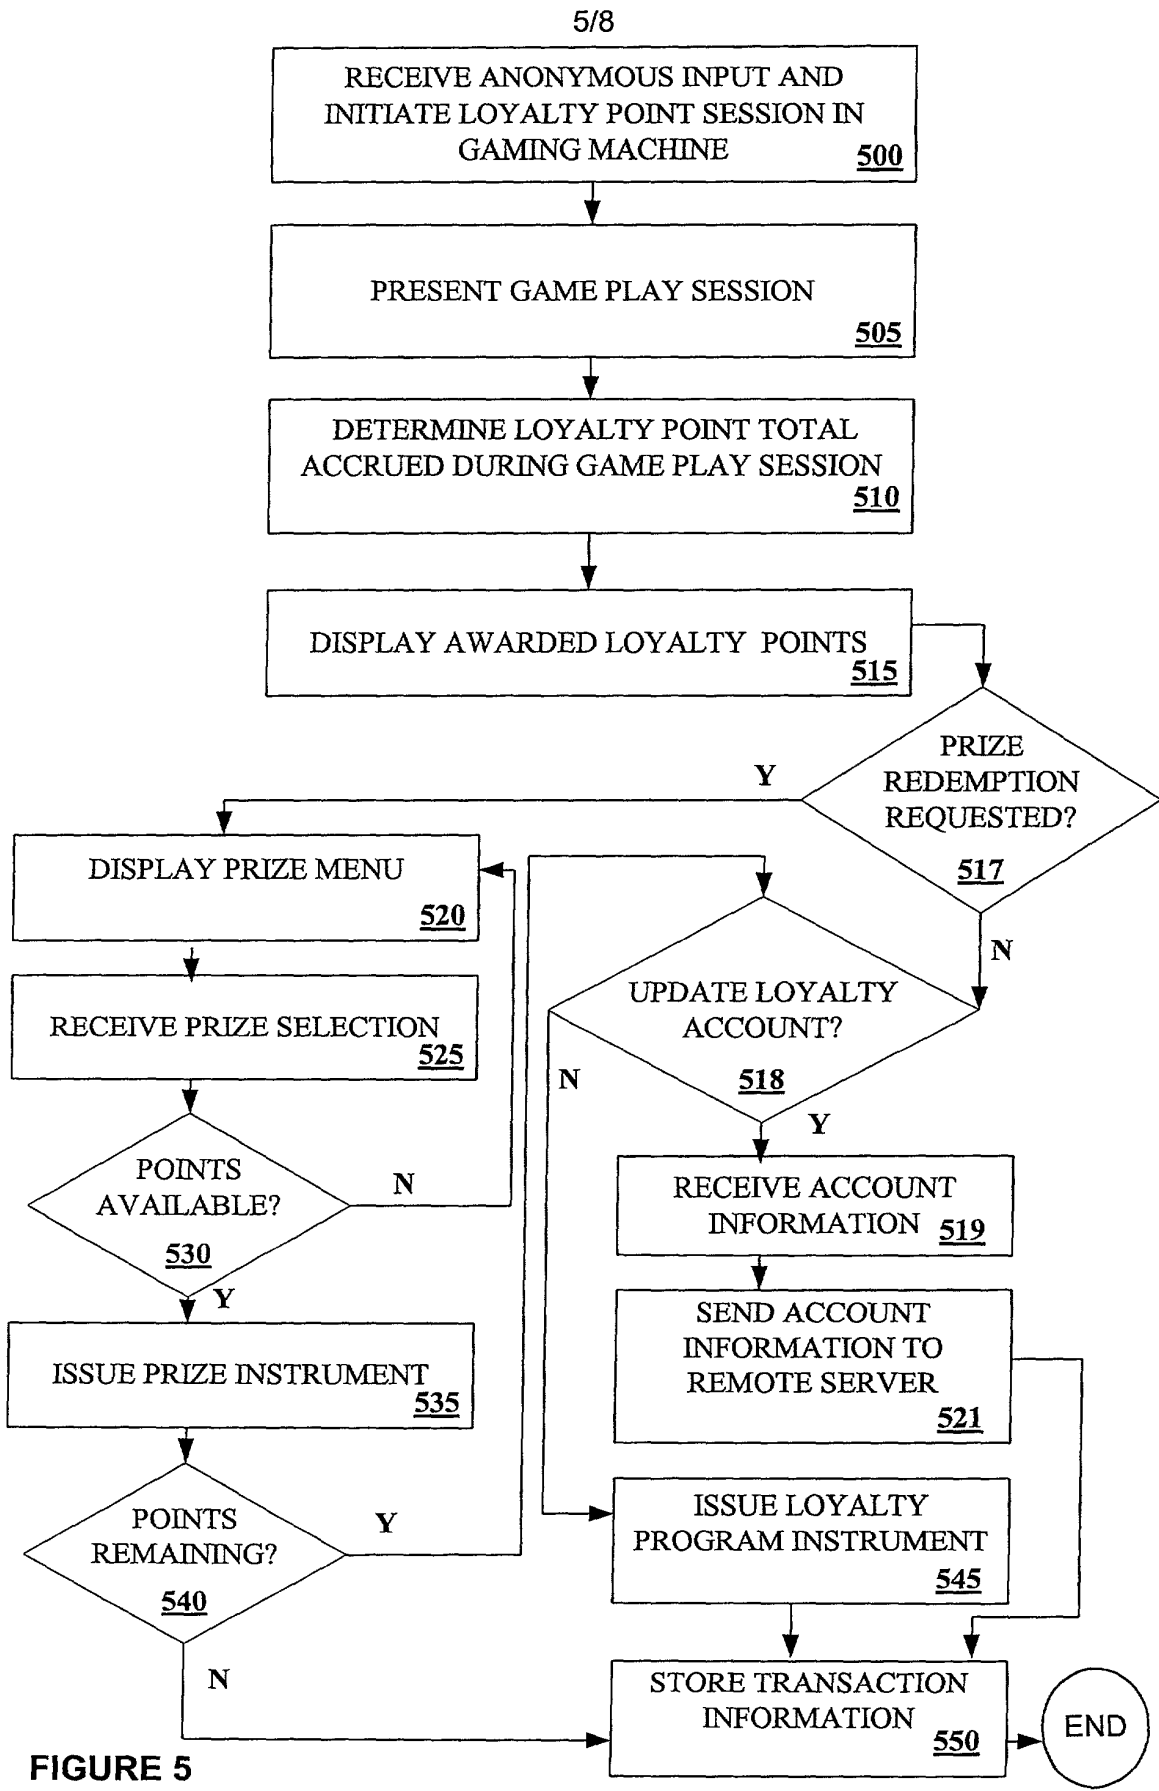 5/8
RECEIVE ANONYMOUS INPUT AND
INITIATE LOYALTY POINT SESSION IN
GAMING MACHINE
500
PRESENT GAME PLAY SESSION
505
DETERMINE LOYALTY POINT TOTAL
ACCRUED DURING GAME PLAY SESSION
510
DISPLAY AWARDED LOYALTY POINTS
515
PRIZE
REDEMPTION
REQUESTED?
517
Y
N
DISPLAY PRIZE MENU
520
RECEIVE PRIZE SELECTION
525
POINTS
AVAILABLE?
530
N
Y
ISSUE PRIZE INSTRUMENT
535
POINTS
REMAINING?
540
Y
N
UPDATE LOYALTY
ACCOUNT?
518
N
Y
RECEIVE ACCOUNT
INFORMATION
519
SEND ACCOUNT
INFORMATION TO
REMOTE SERVER
521
ISSUE LOYALTY
PROGRAM INSTRUMENT
545
STORE TRANSACTION
INFORMATION
550
END
FIGURE 5